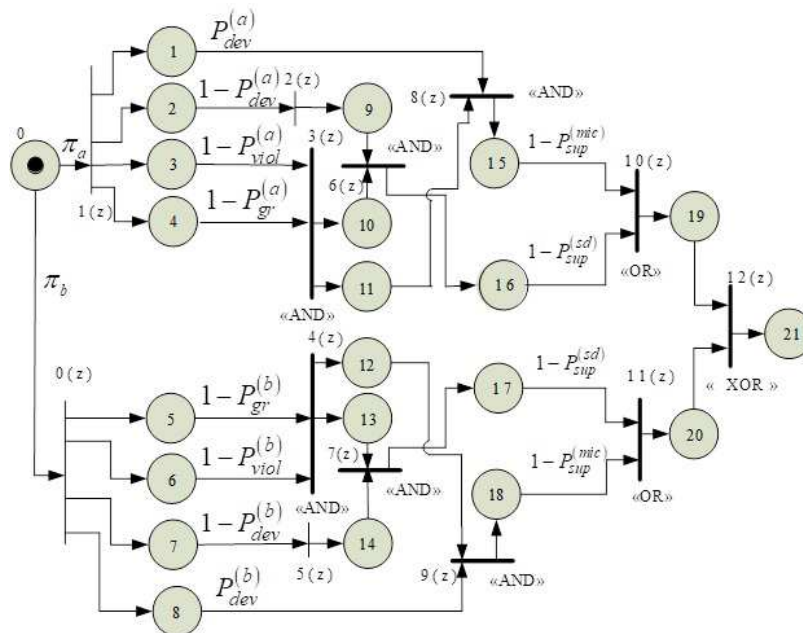 0
π_a
π_b
1(z)
0(z)
1
P_dev^(a)
2
1−P_dev^(a)
2(z)
9
3
1−P_viol^(a)
3(z)
4
1−P_gr^(a)
«AND»
6(z)
10
11
«AND»
8(z)
«AND»
15
1−P_sup^(mic)
10(z)
16
1−P_sup^(sd)
«OR»
19
12(z)
21
« XOR »
4(z)
12
5
1−P_gr^(b)
13
6
1−P_viol^(b)
7(z)
«AND»
«AND»
7
1−P_dev^(b)
5(z)
14
8
P_dev^(b)
9(z)
«AND»
17
1−P_sup^(sd)
11(z)
18
1−P_sup^(mic)
«OR»
20